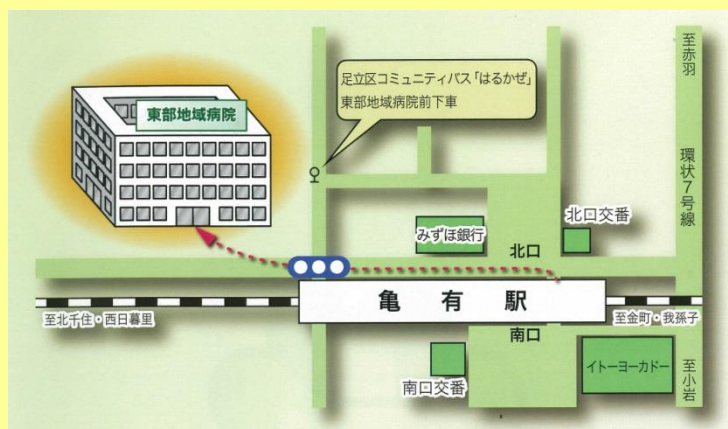 東部地域病院
足立区コミュニティバス「はるかぜ」
東部地域病院前下車
至赤羽
環状7号線
みずほ銀行
北口
北口交番
亀有駅
至北千住・西日暮里
至金町・我孫子
南口
南口交番
イトーヨーカドー
至小岩